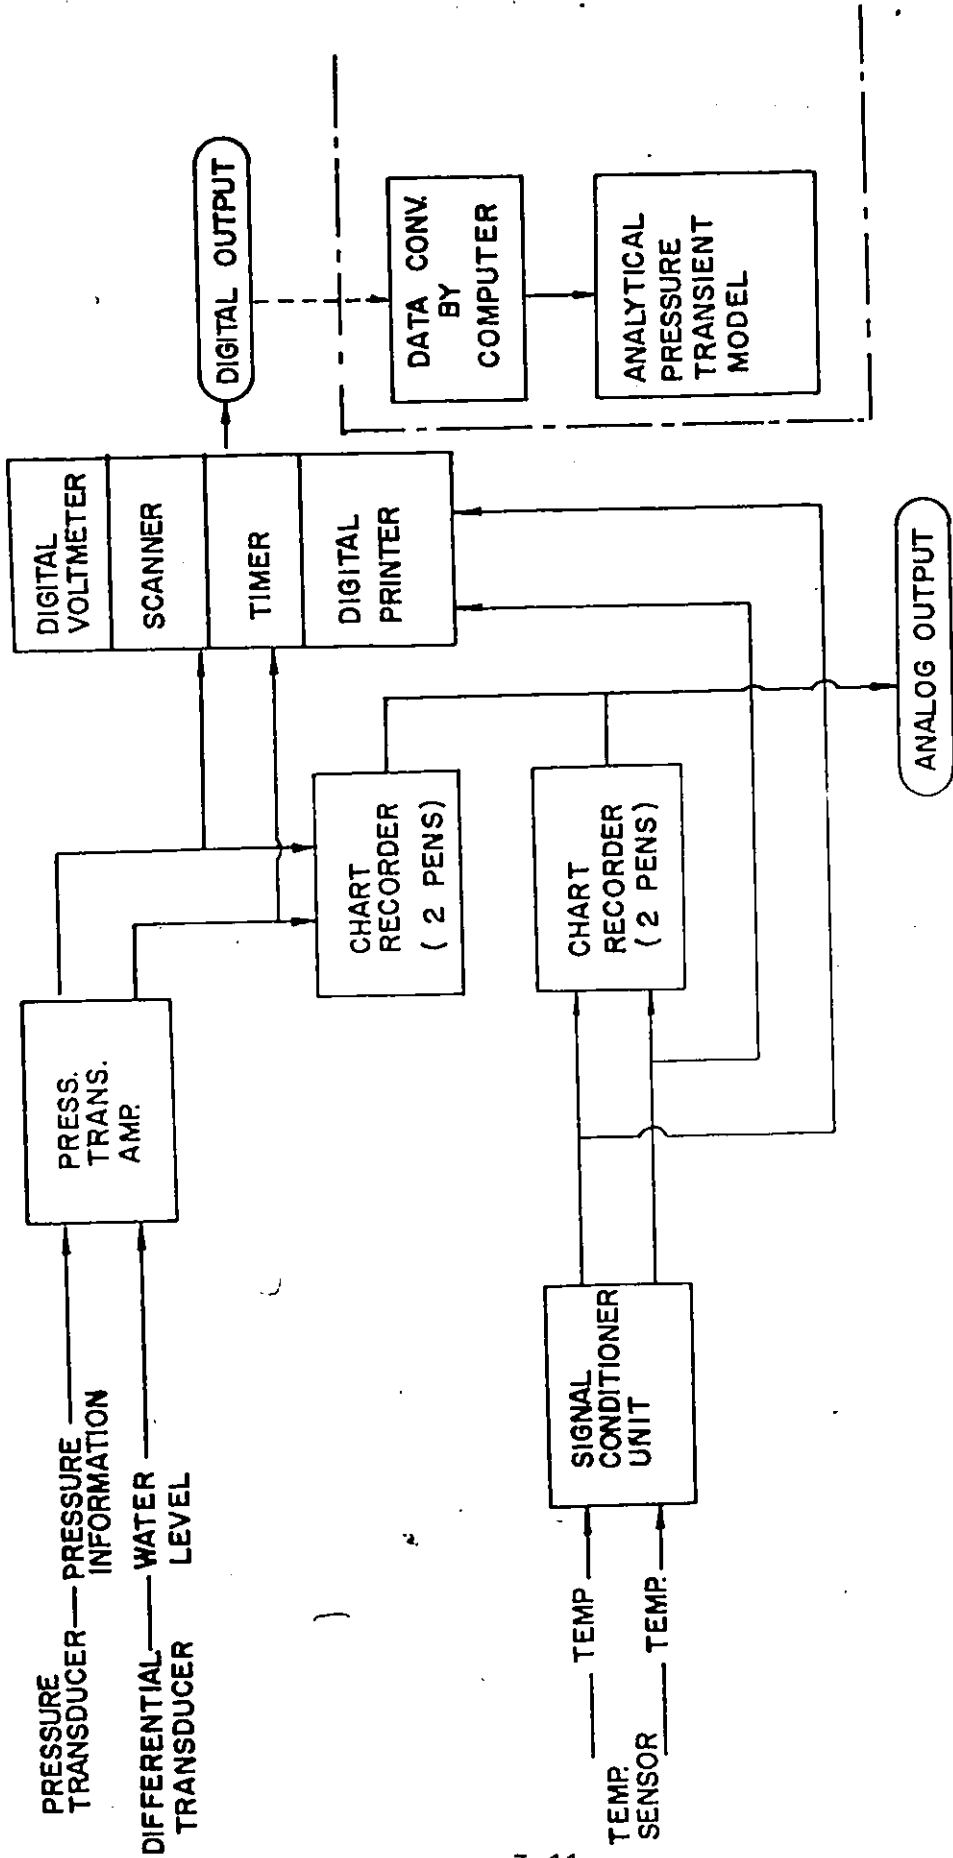 PRESSURE
TRANSDUCER
PRESSURE
INFORMATION
DIFFERENTIAL
TRANSDUCER
WATER
LEVEL
PRESS.
TRANS.
AMP.
CHART
RECORDER
( 2 PENS)
DIGITAL
VOLTMETER
SCANNER
TIMER
DIGITAL
PRINTER
DIGITAL OUTPUT
DATA CONV.
BY
COMPUTER
ANALYTICAL
PRESSURE
TRANSIENT
MODEL
TEMP.
SENSOR
TEMP.
TEMP.
SIGNAL
CONDITIONER
UNIT
CHART
RECORDER
( 2 PENS)
ANALOG OUTPUT